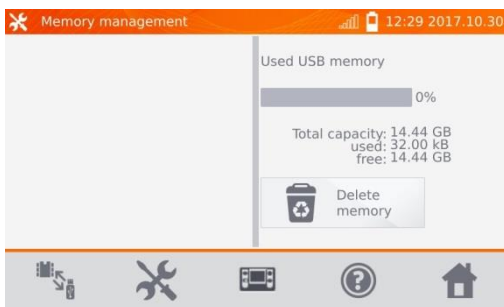 Memory management
12:29 2017.10.30
Used USB memory
0%
Total capacity: 14.44 GB
used: 32.00 kB
free: 14.44 GB
Delete
memory
?